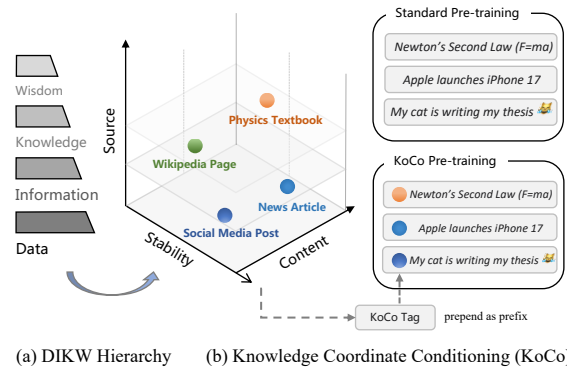 Wisdom
Knowledge
Information
Data
Source
Stability
Content
Physics Textbook
Wikipedia Page
News Article
Social Media Post
Standard Pre-training
Newton's Second Law (F=ma)
Apple launches iPhone 17
My cat is writing my thesis 😹
KoCo Pre-training
Newton's Second Law (F=ma)
Apple launches iPhone 17
My cat is writing my thesis 😹
KoCo Tag
prepend as prefix
(a) DIKW Hierarchy
(b) Knowledge Coordinate Conditioning (KoCo)